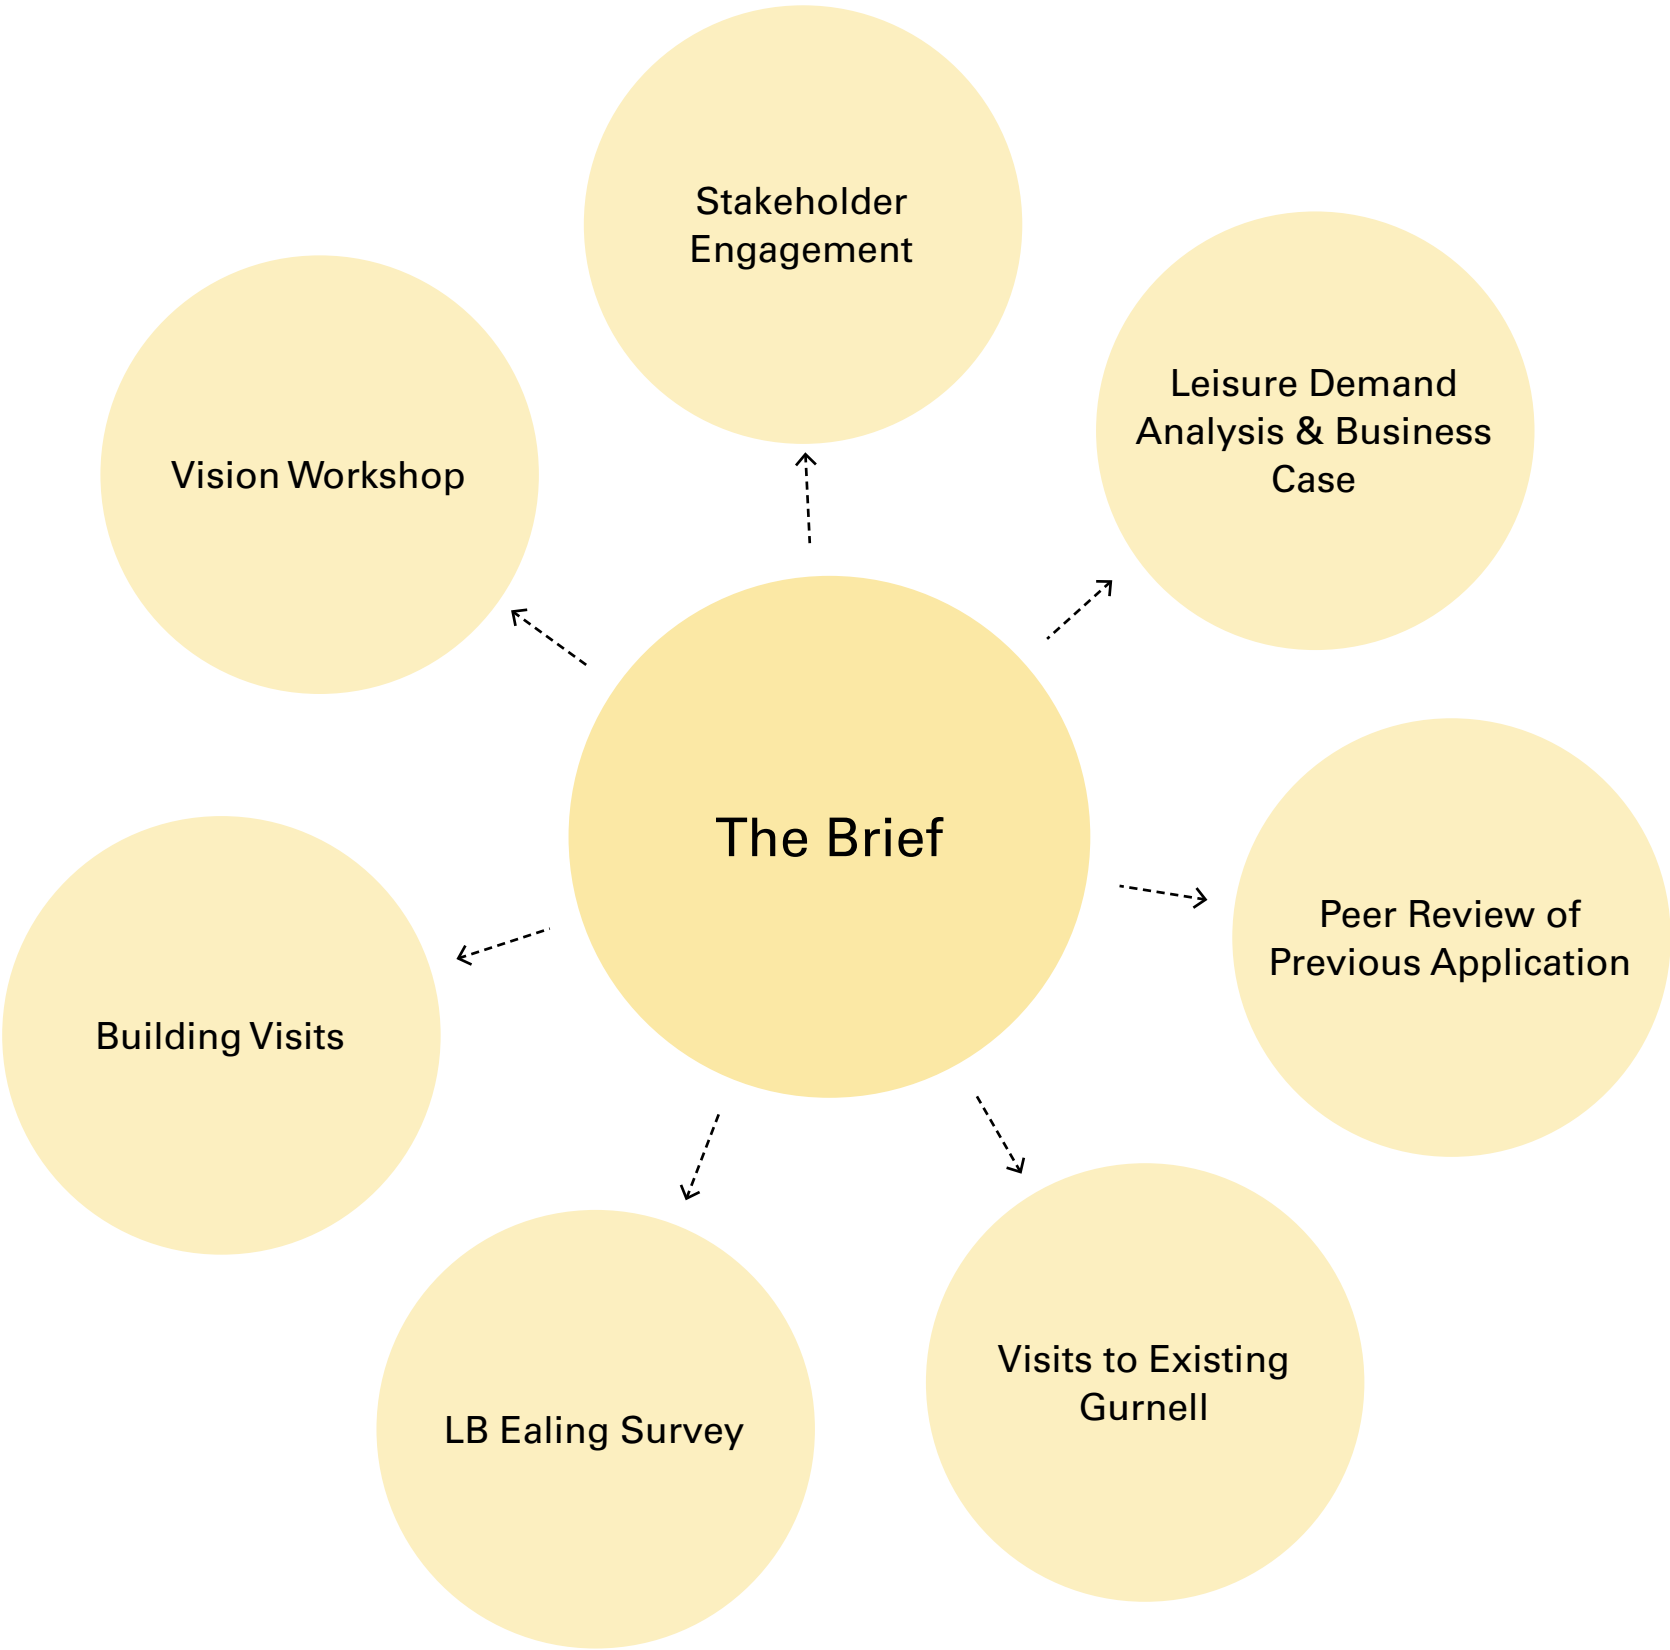 Stakeholder
Engagement
Leisure Demand
Analysis & Business
Case
Vision Workshop
The Brief
Peer Review of
Previous Application
Building Visits
Visits to Existing
Gurnell
LB Ealing Survey